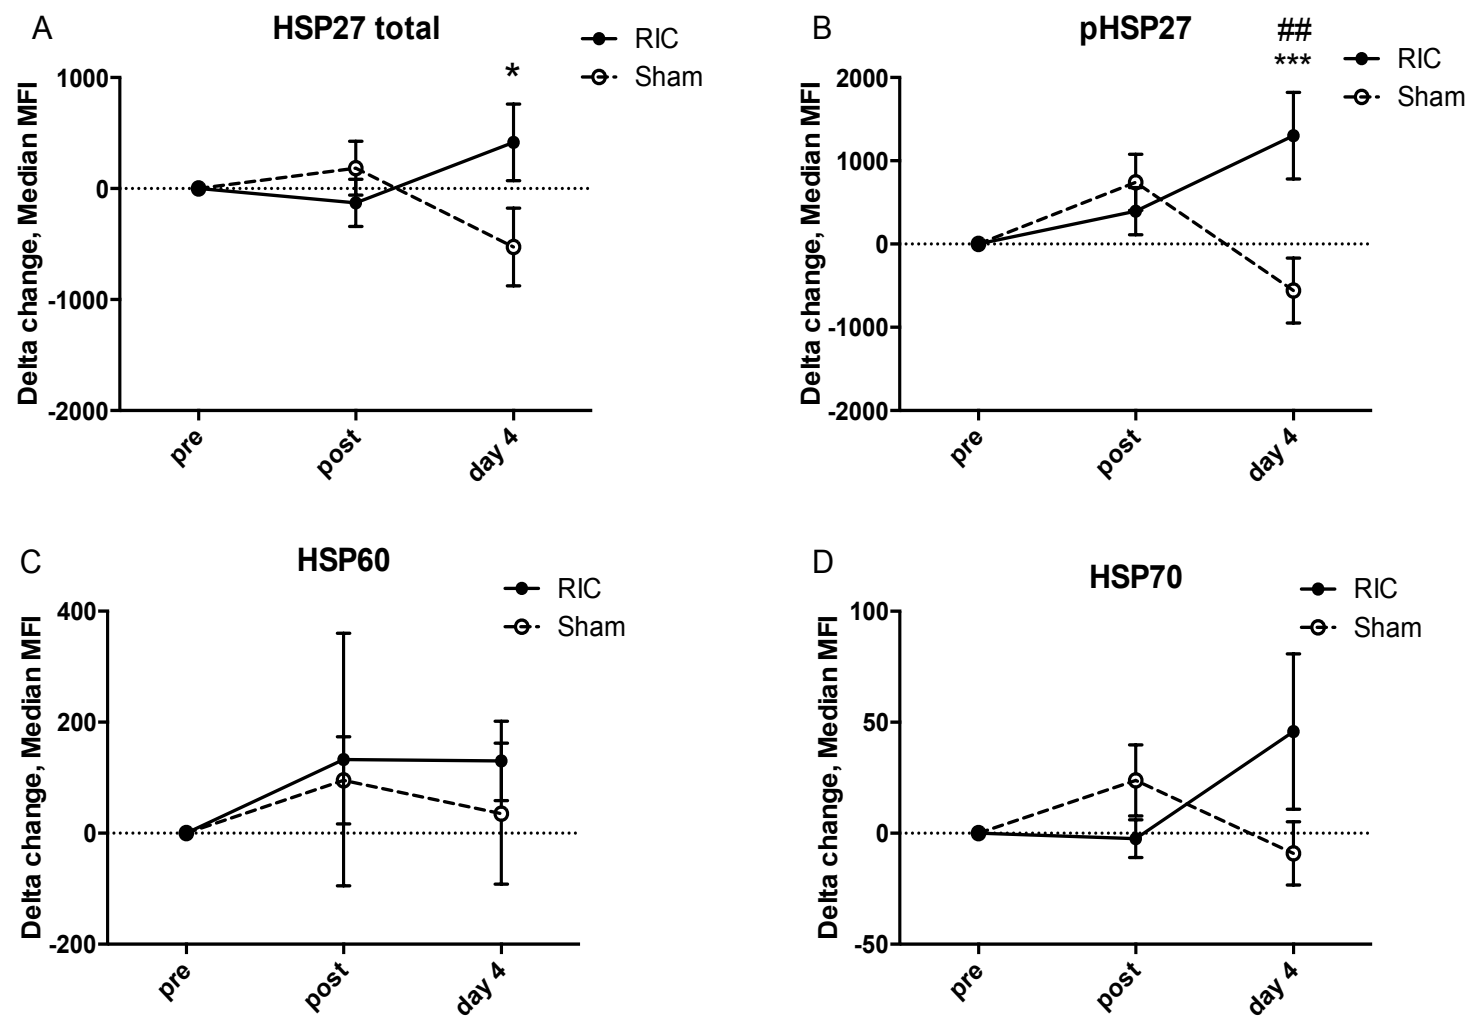 A
HSP27 total
RIC
Sham
*
Delta change, Median MFI
1000
0
-1000
-2000
pre
post
day 4
B
pHSP27
##
***
RIC
Sham
Delta change, Median MFI
2000
1000
0
-1000
-2000
pre
post
day 4
C
HSP60
RIC
Sham
Delta change, Median MFI
400
200
0
-200
pre
post
day 4
D
HSP70
RIC
Sham
Delta change, Median MFI
100
50
0
-50
pre
post
day 4